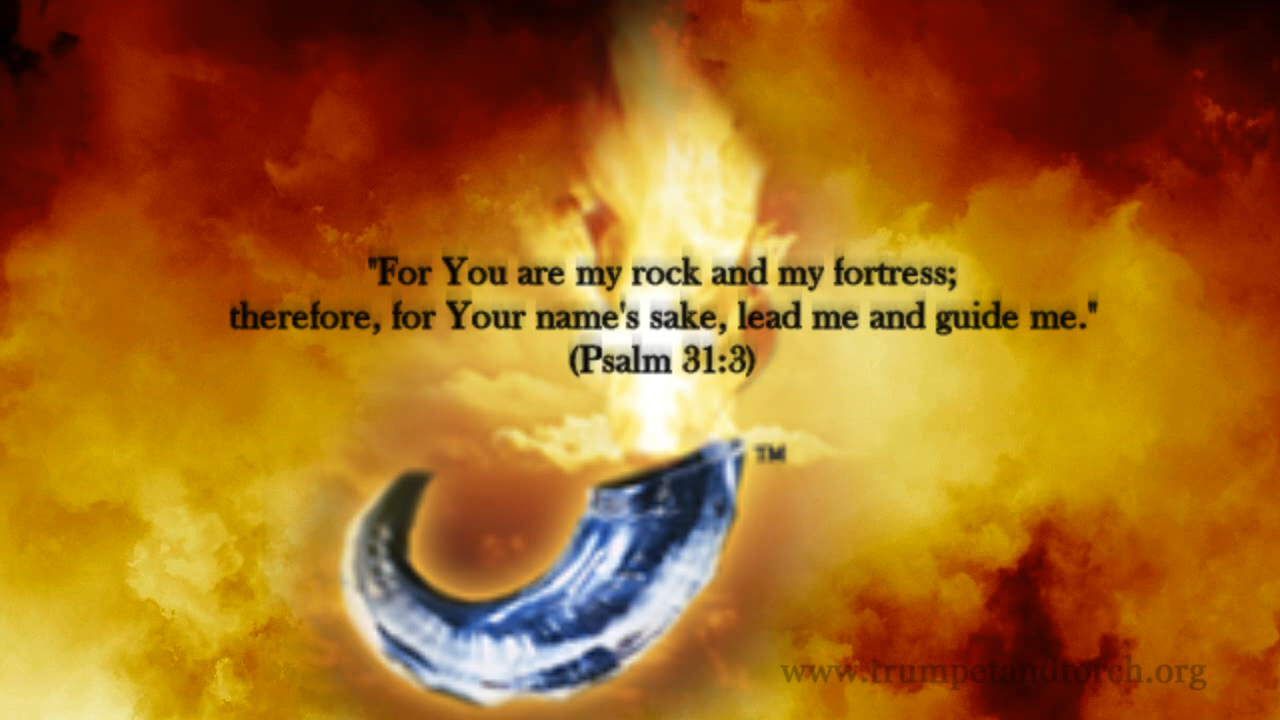 "For You are my rock and my fortress;
therefore, for Your name's sake, lead me and guide me."
(Psalm 31:3)
TM
www.trumpetandtorch.org